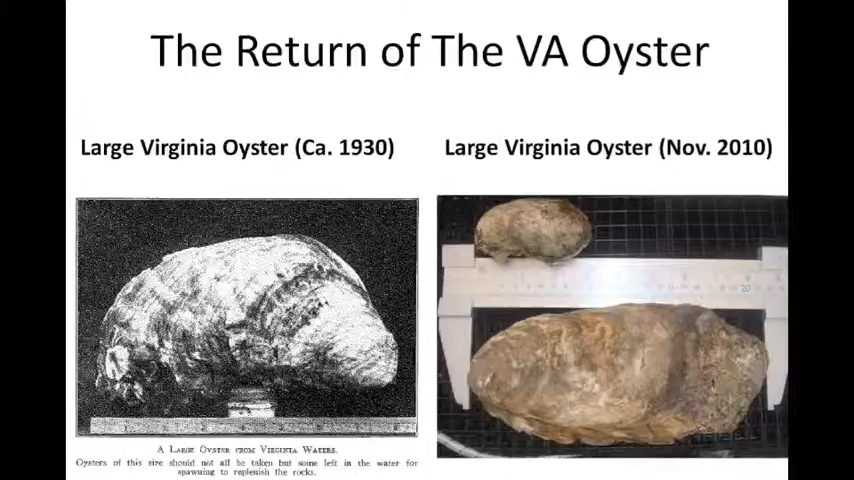 The Return of The VA Oyster
Large Virginia Oyster (Ca. 1930)
Large Virginia Oyster (Nov. 2010)
20
A LARGE OYSTER FROM VIRGINIA WATERS.
Oysters of this size should not all be taken but some left in the water for
spawning to replenish the rocks.